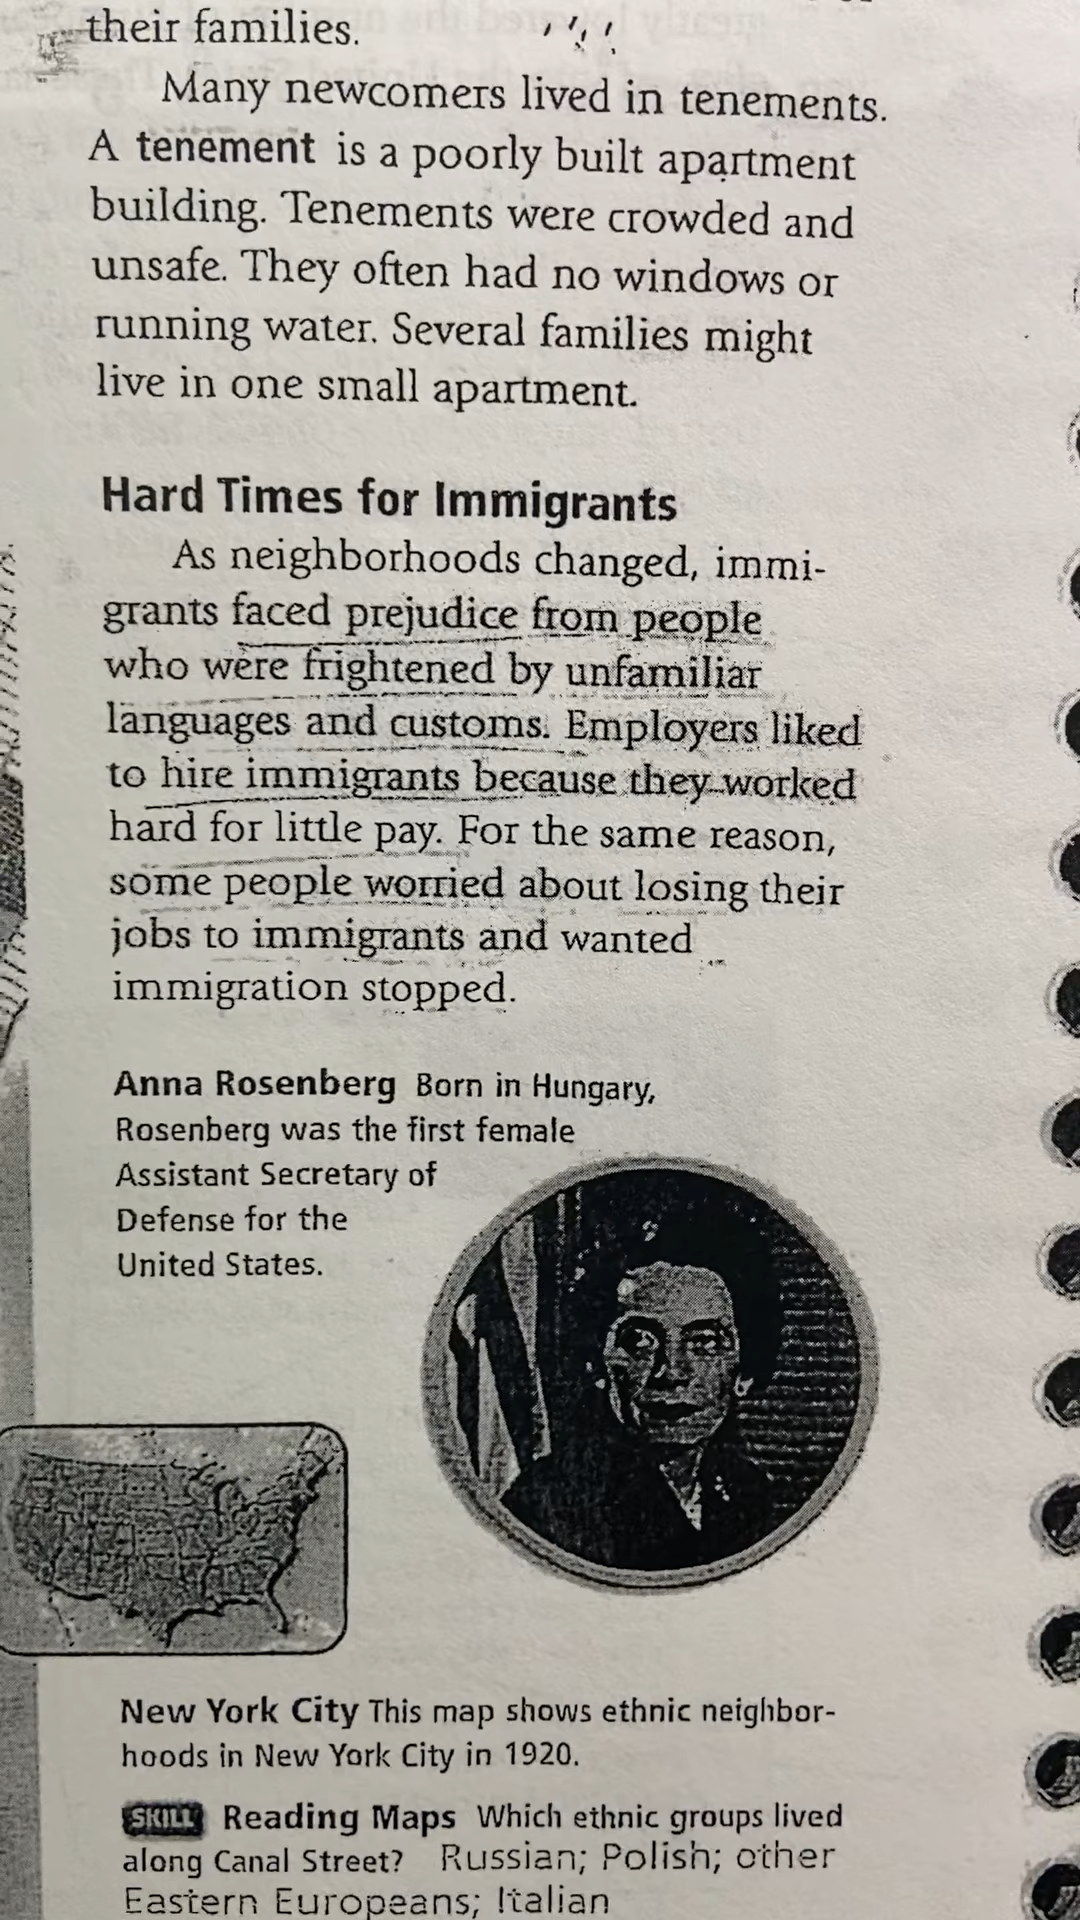 their families.
Many newcomers lived in tenements.
A tenement is a poorly built apartment
building. Tenements were crowded and
unsafe. They often had no windows or
running water. Several families might
live in one small apartment.
Hard Times for Immigrants
As neighborhoods changed, immi-
grants faced prejudice from people
who were frightened by unfamiliar
languages and customs. Employers liked
to hire immigrants because they worked
hard for little pay. For the same reason,
some people worried about losing their
jobs to immigrants and wanted
immigration stopped.
Anna Rosenberg Born in Hungary,
Rosenberg was the first female
Assistant Secretary of
Defense for the
United States.
New York City This map shows ethnic neighbor-
hoods in New York City in 1920.
SKILL Reading Maps Which ethnic groups lived
along Canal Street? Russian; Polish; other
Eastern Europeans; Italian